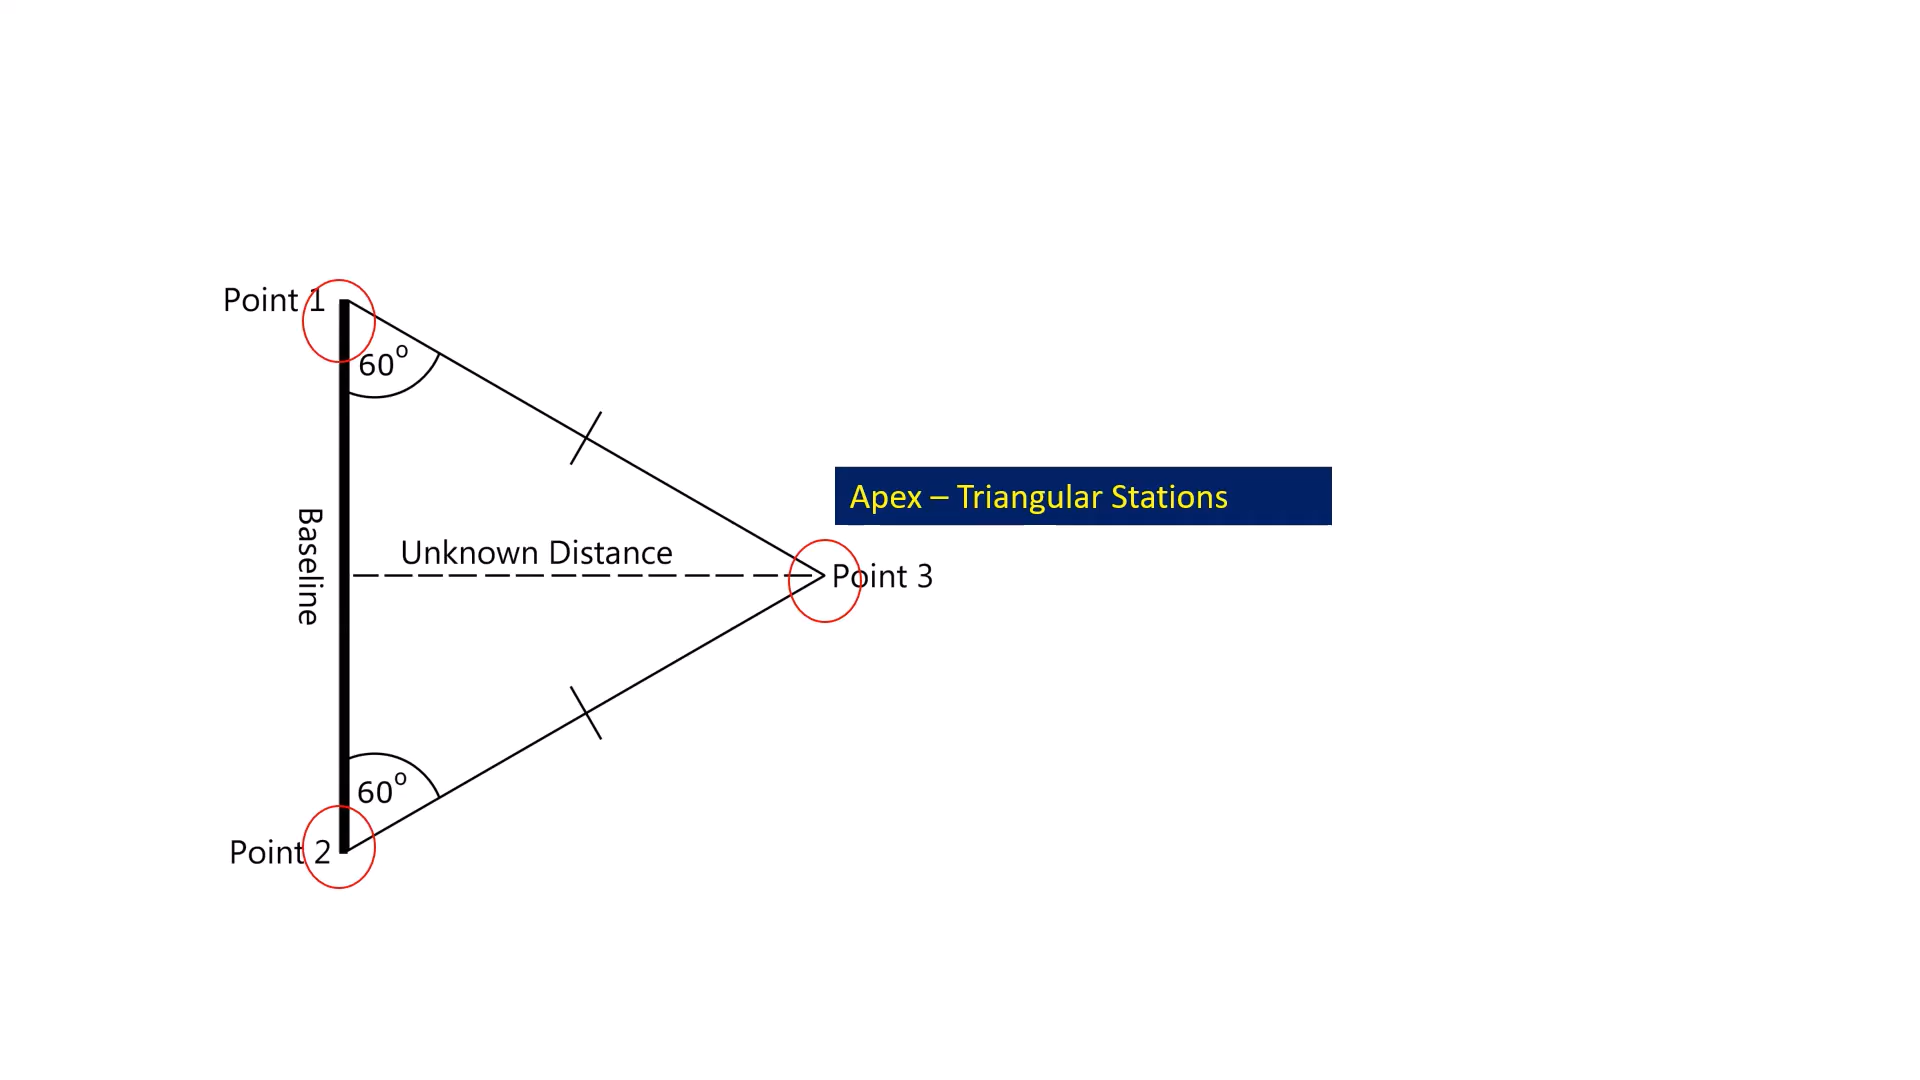 Point 1
60°
Apex – Triangular Stations
Baseline
Unknown Distance
Point 3
60°
Point 2